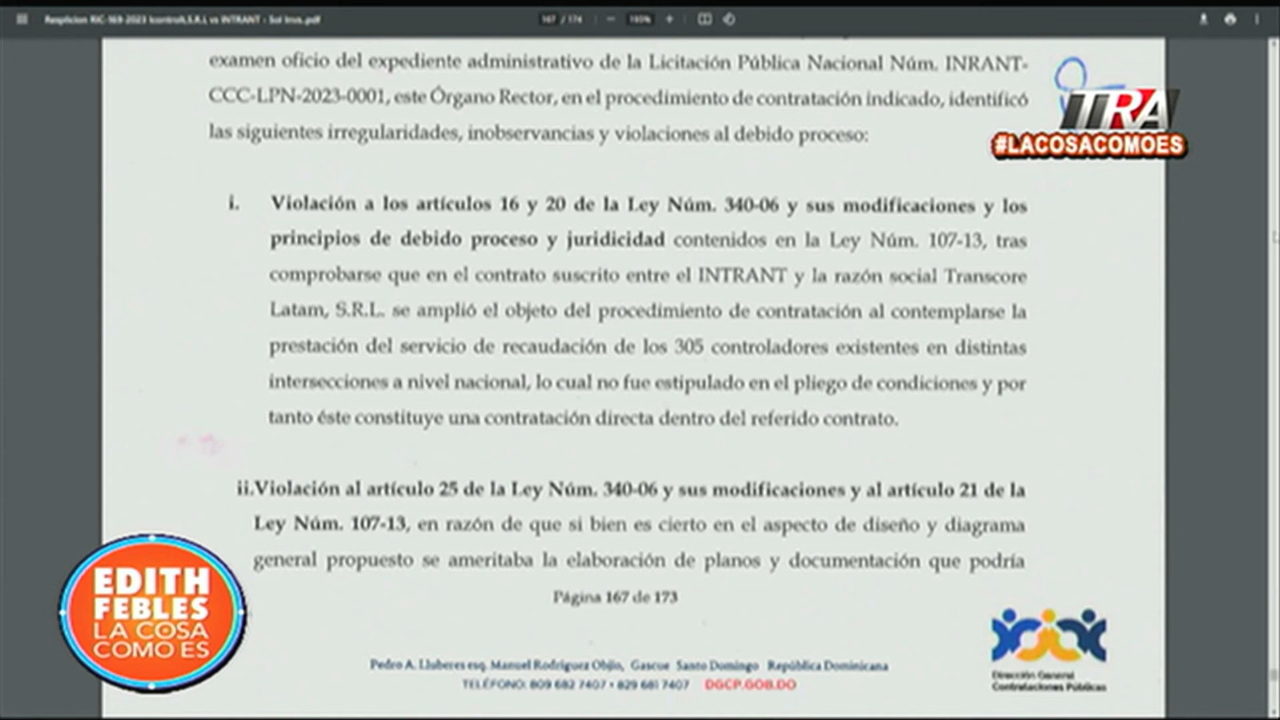 Resolución RIC-169-2023 Icontrol,S.R.L vs INTRANT - Sol Inve.pdf
167 / 174
examen oficio del expediente administrativo de la Licitación Pública Nacional Núm. INRANT-
CCC-LPN-2023-0001, este Órgano Rector, en el procedimiento de contratación indicado, identificó
las siguientes irregularidades, inobservancias y violaciones al debido proceso:
TRA
#LACOSACOMOES
i. Violación a los artículos 16 y 20 de la Ley Núm. 340-06 y sus modificaciones y los
principios de debido proceso y juridicidad contenidos en la Ley Núm. 107-13, tras
comprobarse que en el contrato suscrito entre el INTRANT y la razón social Transcore
Latam, S.R.L. se amplió el objeto del procedimiento de contratación al contemplarse la
prestación del servicio de recaudación de los 305 controladores existentes en distintas
intersecciones a nivel nacional, lo cual no fue estipulado en el pliego de condiciones y por
tanto éste constituye una contratación directa dentro del referido contrato.
ii.Violación al artículo 25 de la Ley Núm. 340-06 y sus modificaciones y al artículo 21 de la
Ley Núm. 107-13, en razón de que si bien es cierto en el aspecto de diseño y diagrama
general propuesto se ameritaba la elaboración de planos y documentación que podría
Página 167 de 173
EDITH
FEBLES
LA COSA
COMO ES
Pedro A. Lluberes esq. Manuel Rodríguez Objío, Gascue Santo Domingo República Dominicana
TELÉFONO: 809 682 7407 • 829 681 7407 DGCP.GOB.DO
Dirección General
Contrataciones Públicas